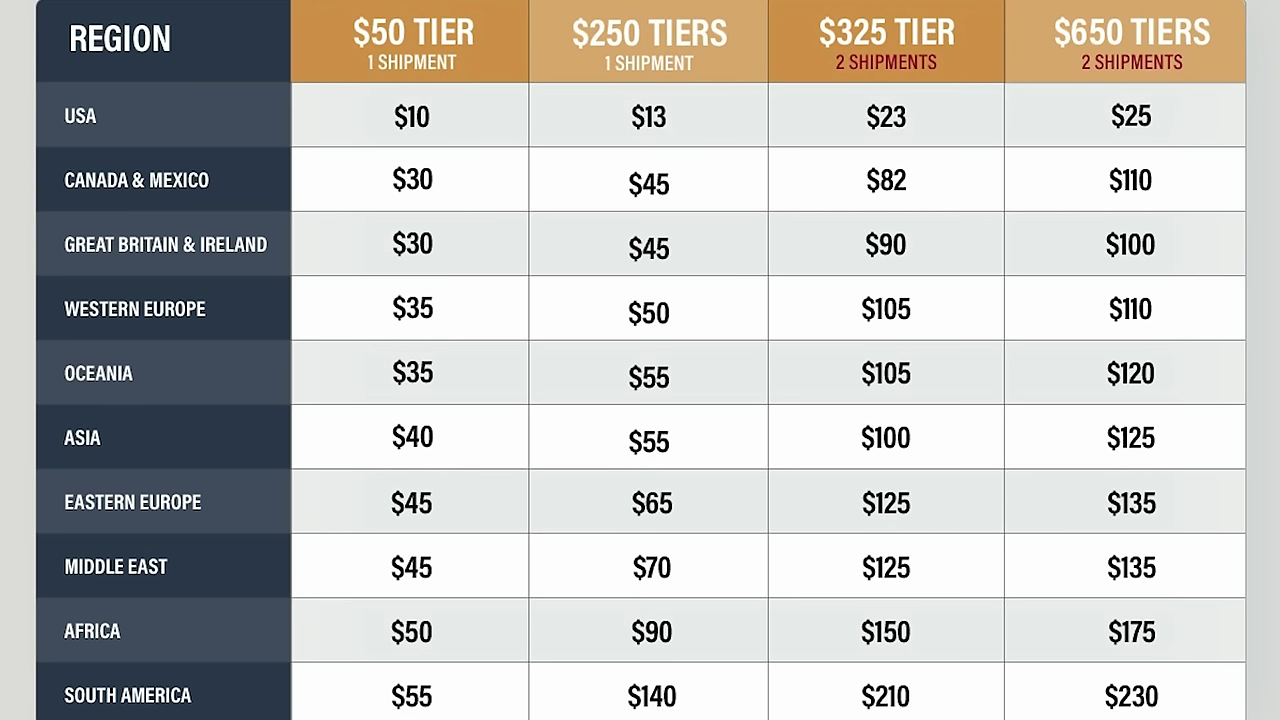 REGION $50 TIER $250 TIERS $325 TIER $650 TIERS
1 SHIPMENT 1 SHIPMENT 2 SHIPMENTS 2 SHIPMENTS
USA $10 $13 $23 $25
CANADA & MEXICO $30 $45 $82 $110
GREAT BRITAIN & IRELAND $30 $45 $90 $100
WESTERN EUROPE $35 $50 $105 $110
OCEANIA $35 $55 $105 $120
ASIA $40 $55 $100 $125
EASTERN EUROPE $45 $65 $125 $135
MIDDLE EAST $45 $70 $125 $135
AFRICA $50 $90 $150 $175
SOUTH AMERICA $55 $140 $210 $230